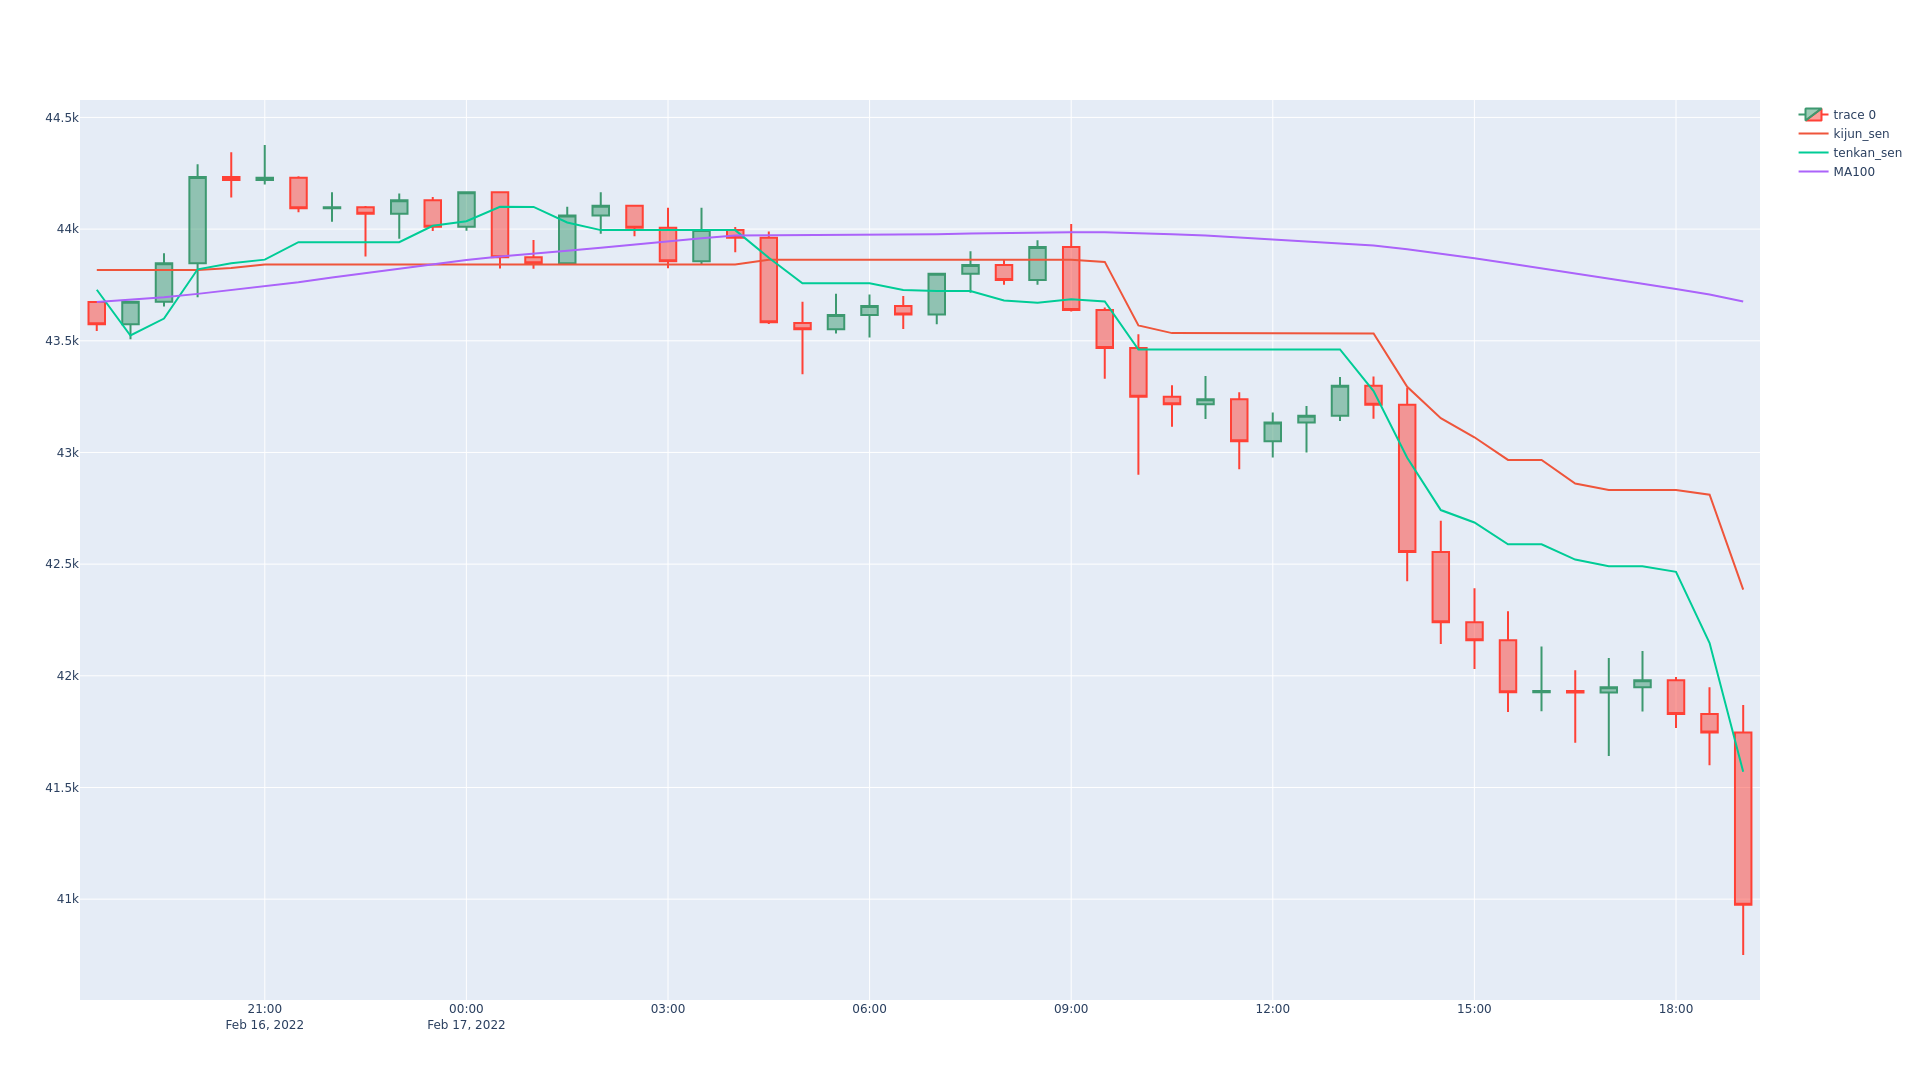 44.5k
44k
43.5k
43k
42.5k
42k
41.5k
41k
21:00 00:00 03:00 06:00 09:00 12:00 15:00 18:00
Feb 16, 2022 Feb 17, 2022
trace 0
kijun_sen
tenkan_sen
MA100